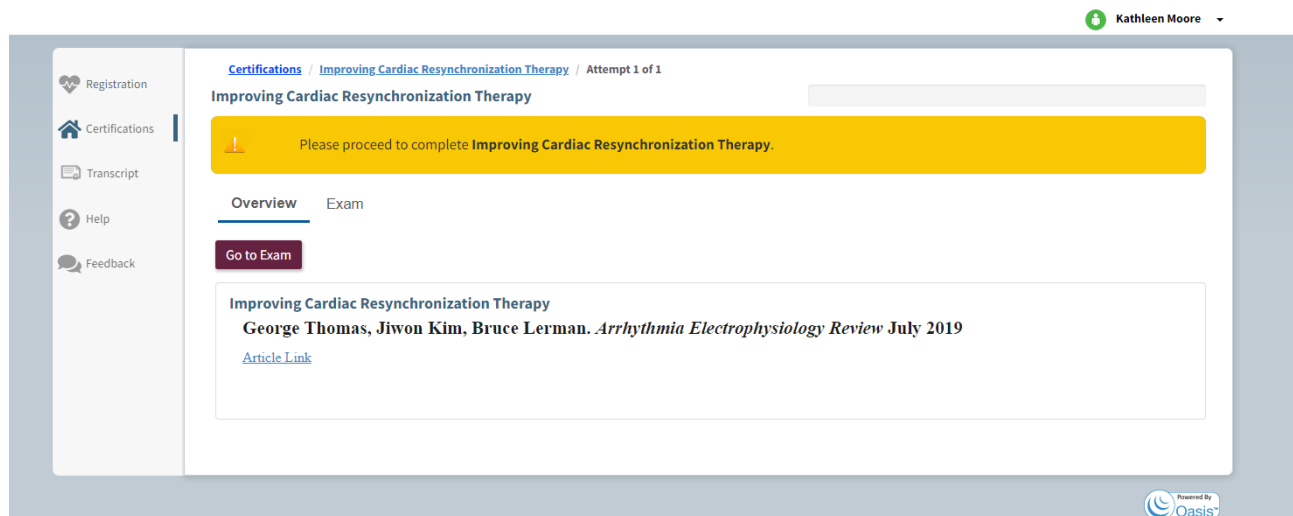 Kathleen Moore
Registration
Certifications
Transcript
Help
Feedback
Certifications / Improving Cardiac Resynchronization Therapy / Attempt 1 of 1
Improving Cardiac Resynchronization Therapy
Please proceed to complete Improving Cardiac Resynchronization Therapy.
Overview Exam
Go to Exam
Improving Cardiac Resynchronization Therapy
George Thomas, Jiwon Kim, Bruce Lerman. Arrhythmia Electrophysiology Review July 2019
Article Link
Powered By
Oasis